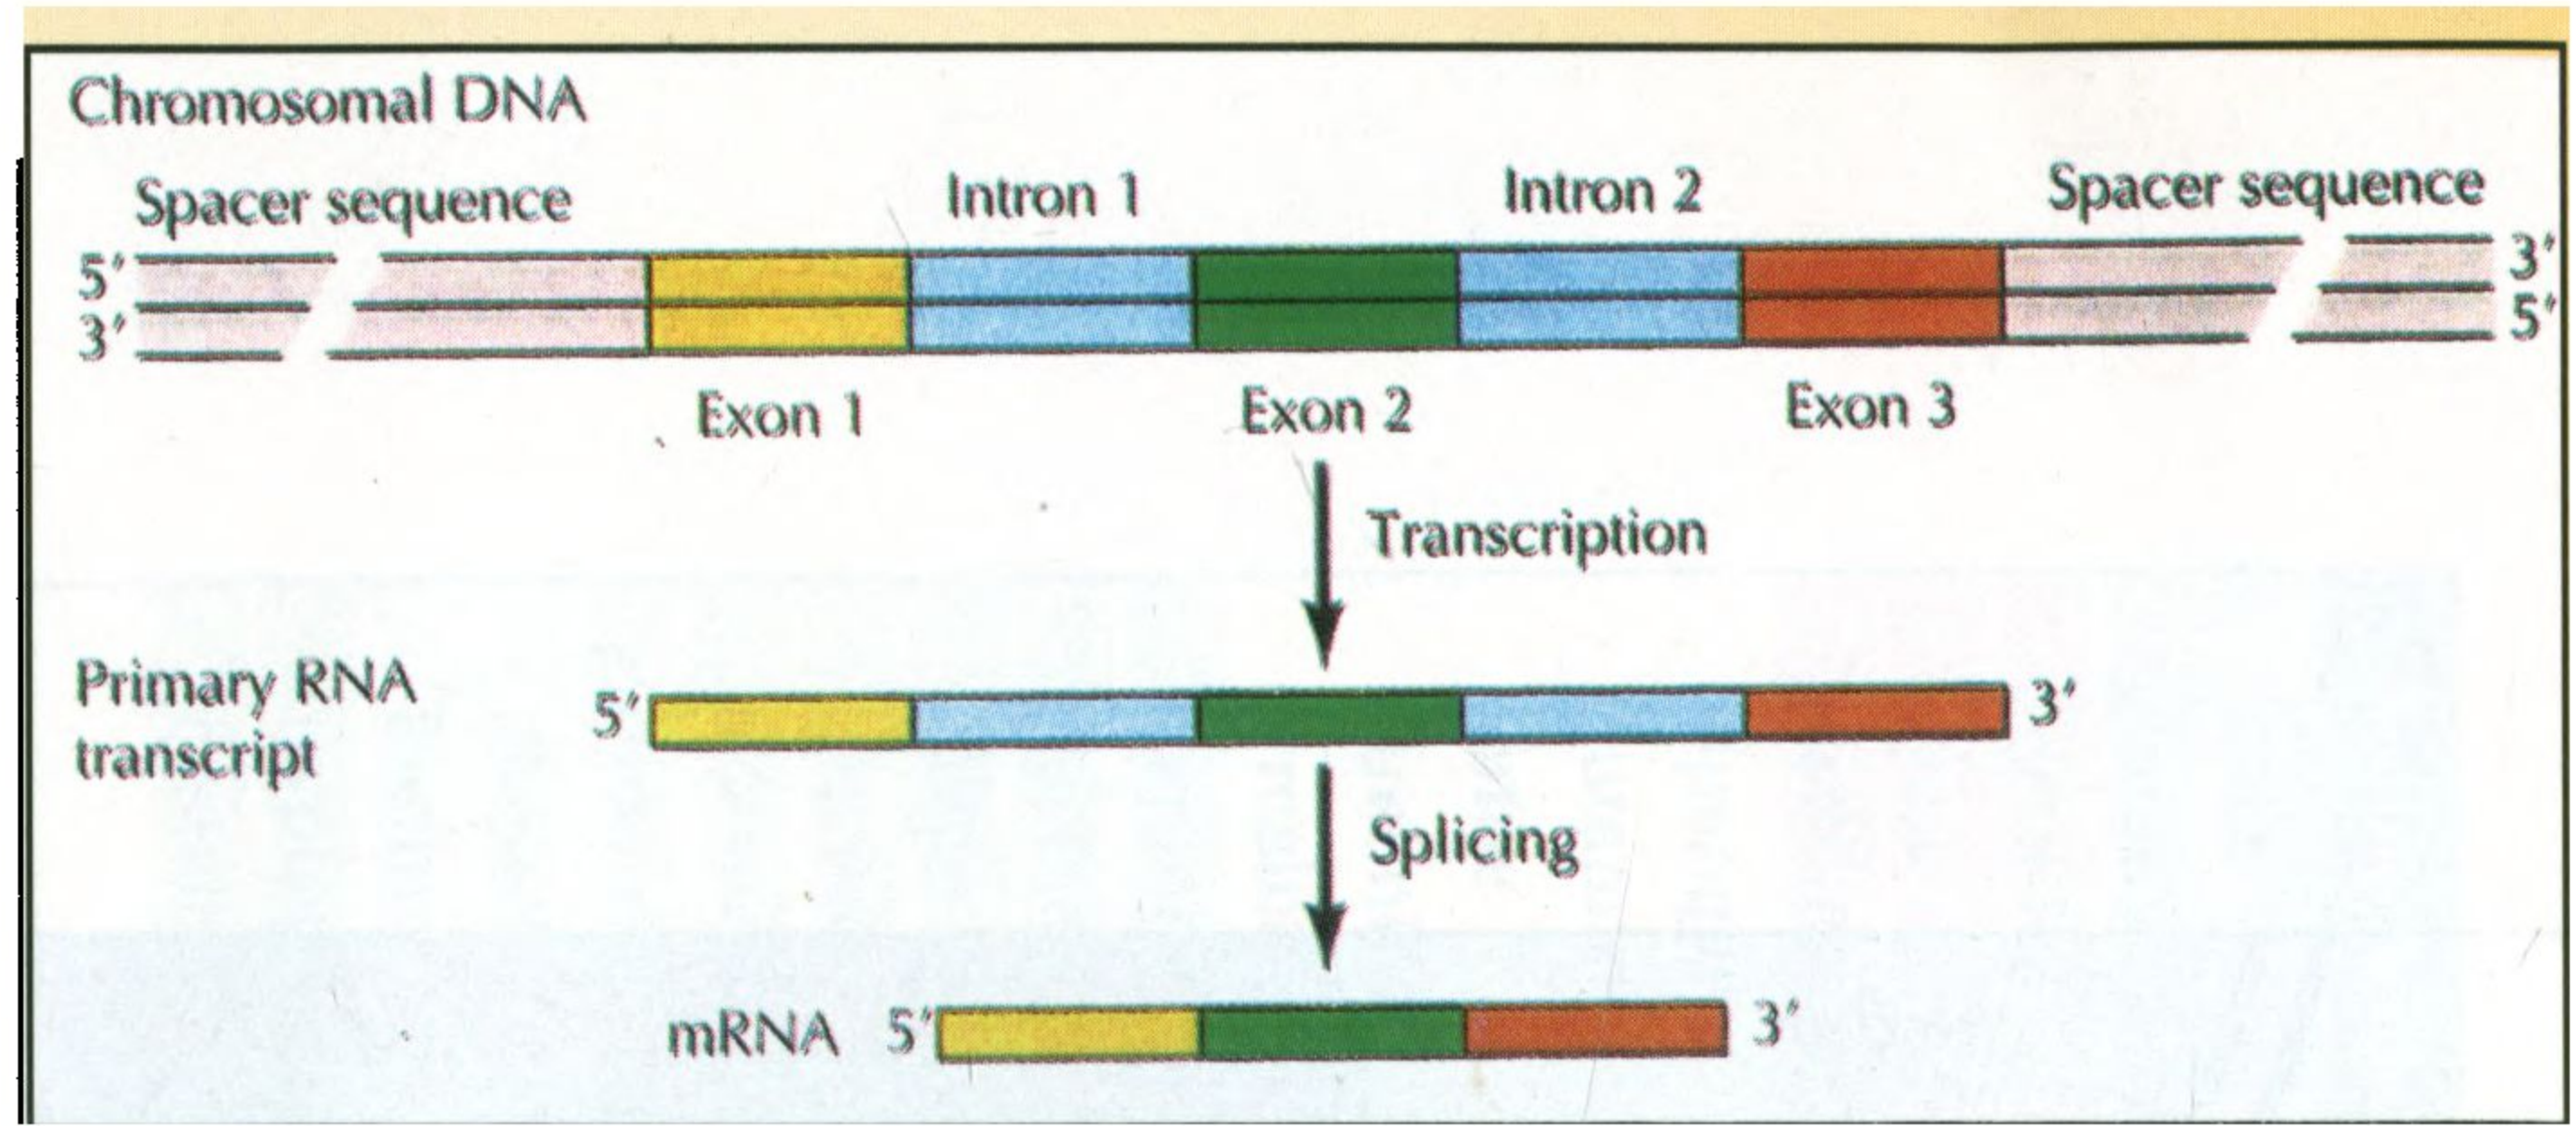 Chromosomal DNA
Spacer sequence
Intron 1
Intron 2
Spacer sequence
5′
3′
3′
5′
Exon 1
Exon 2
Exon 3
Transcription
Primary RNA
transcript
5′
3′
Splicing
mRNA
5′
3′